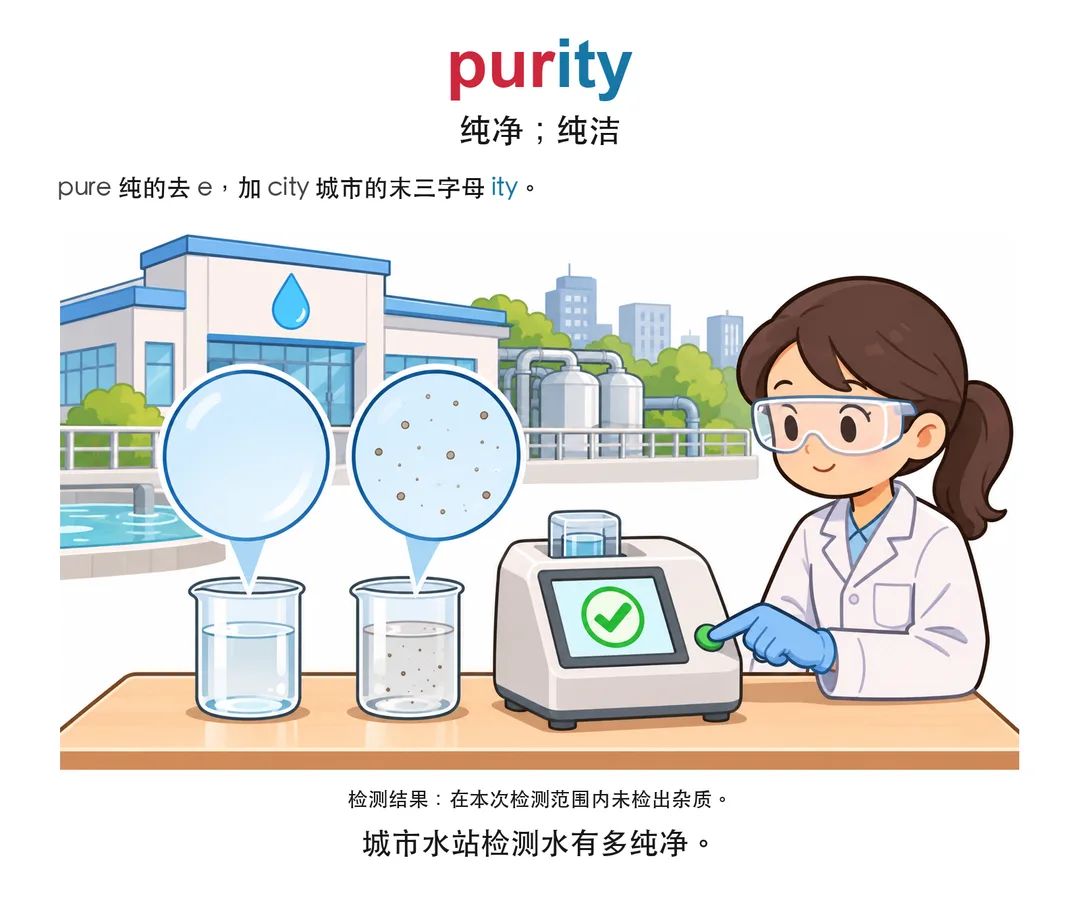 purity
纯净；纯洁
pure 纯的去 e，加 city 城市的末三字母 ity。
检测结果：在本次检测范围内未检出杂质。
城市水站检测水有多纯净。